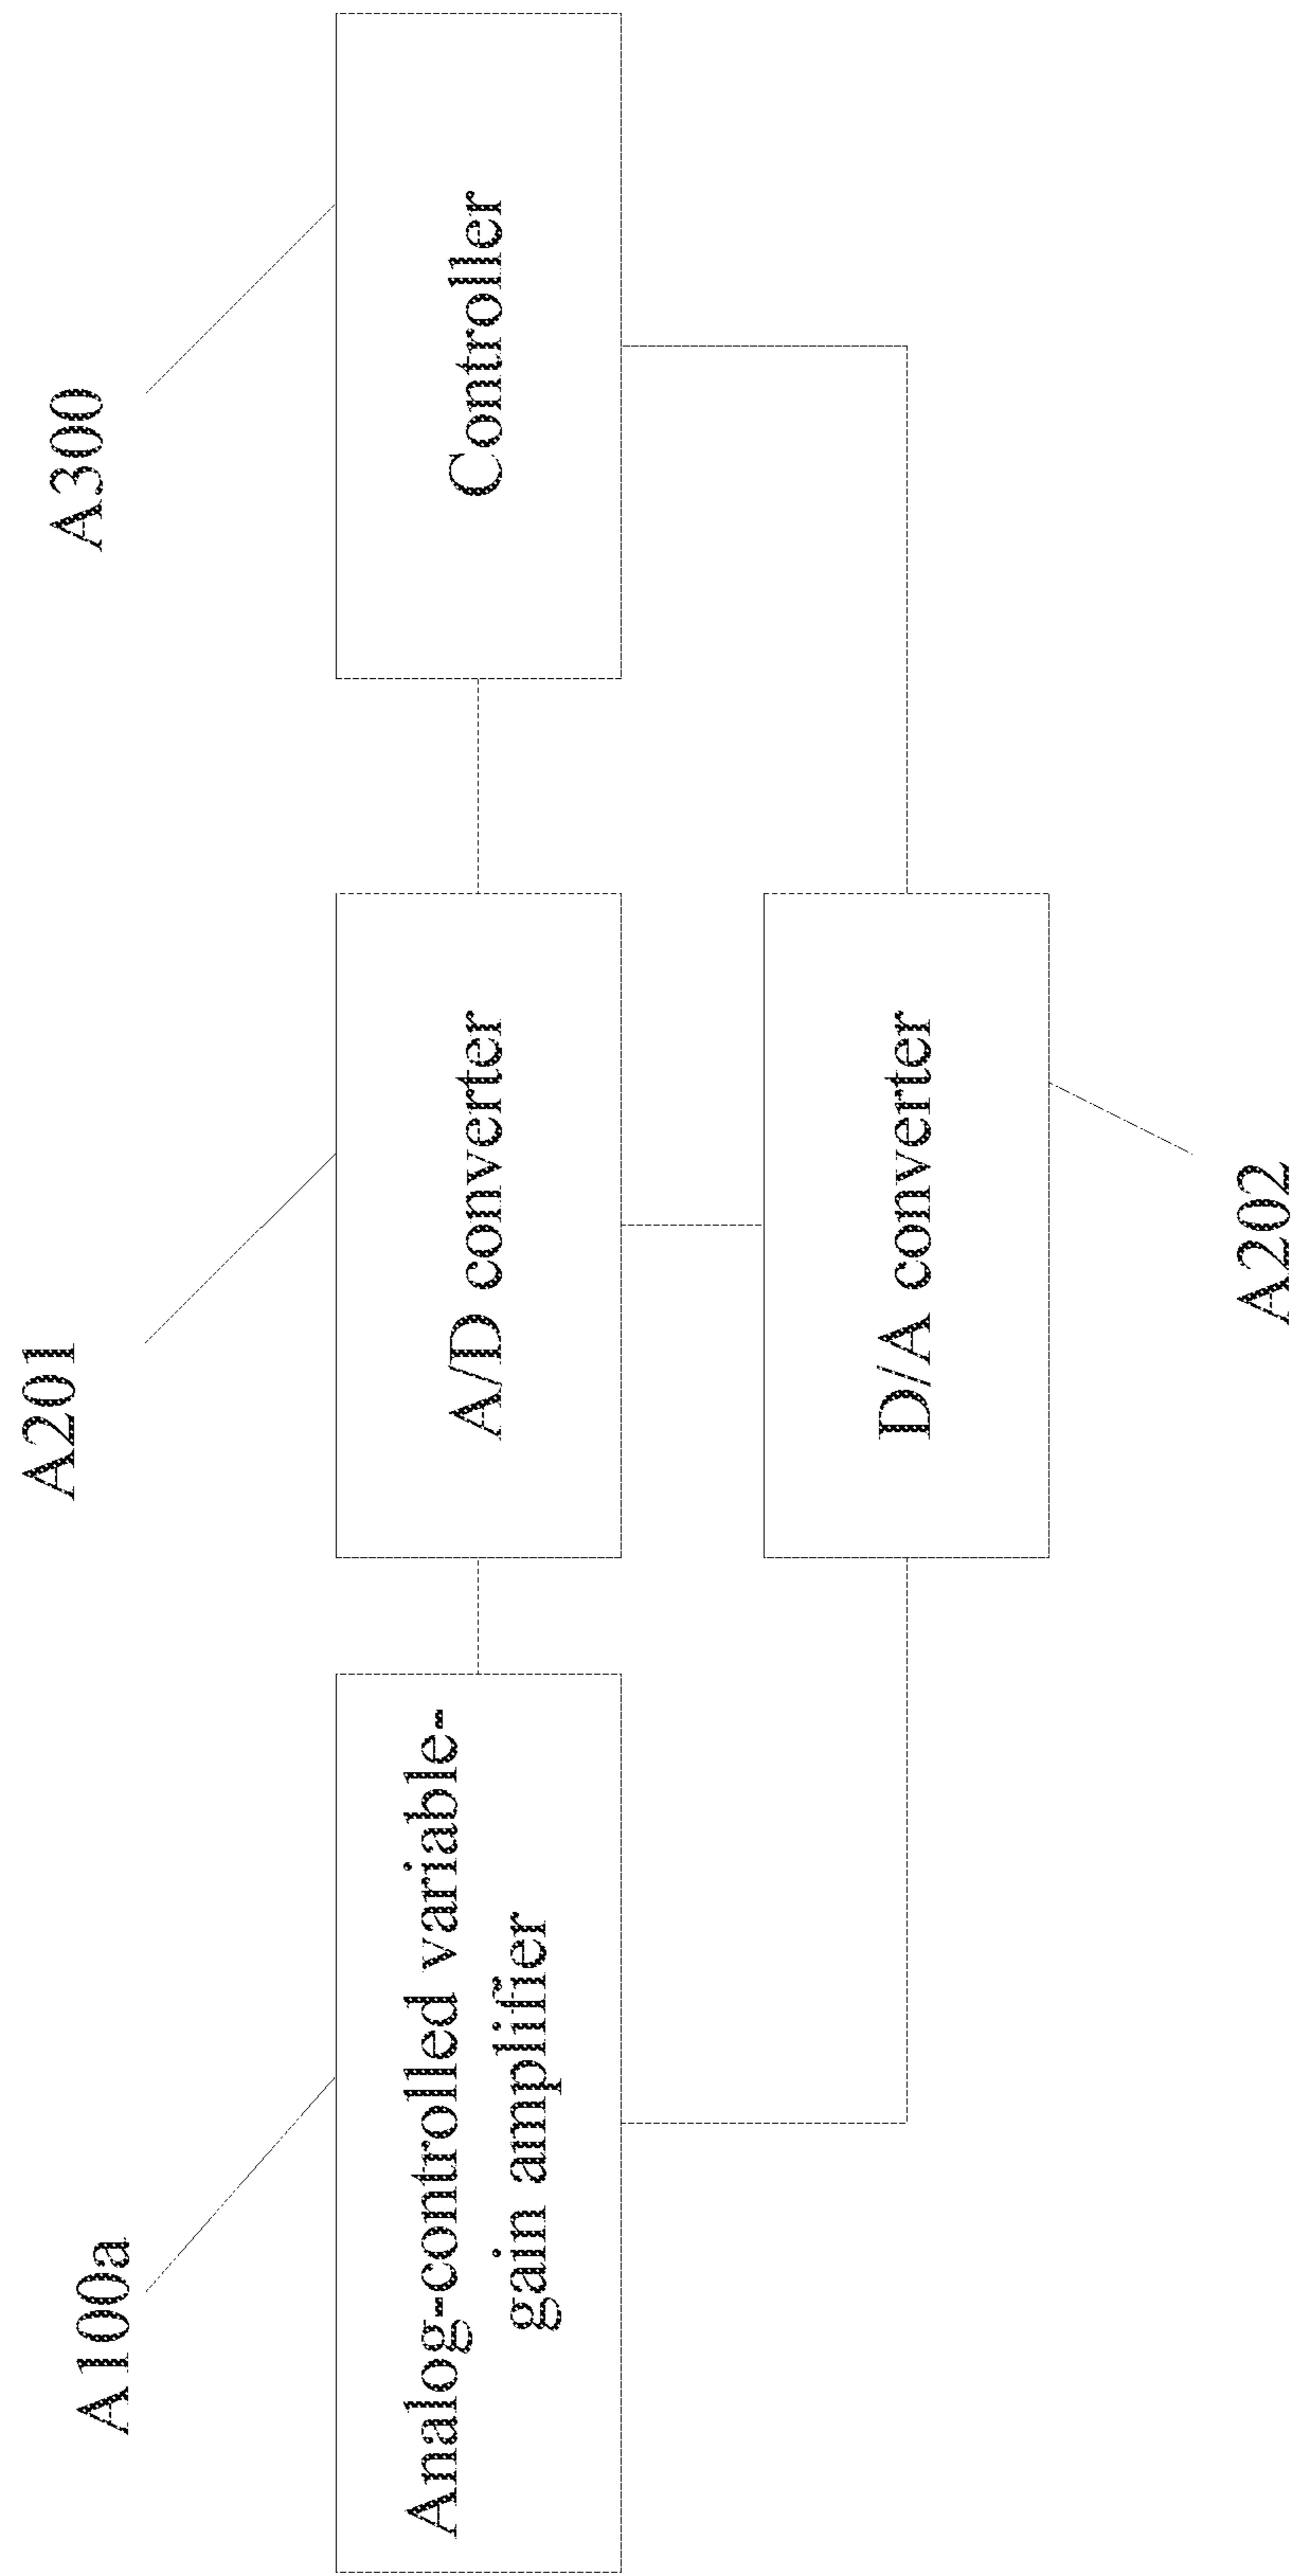 A100a
A201
A300
Analog-controlled variable-
gain amplifier
A/D converter
Controller
D/A converter
A202